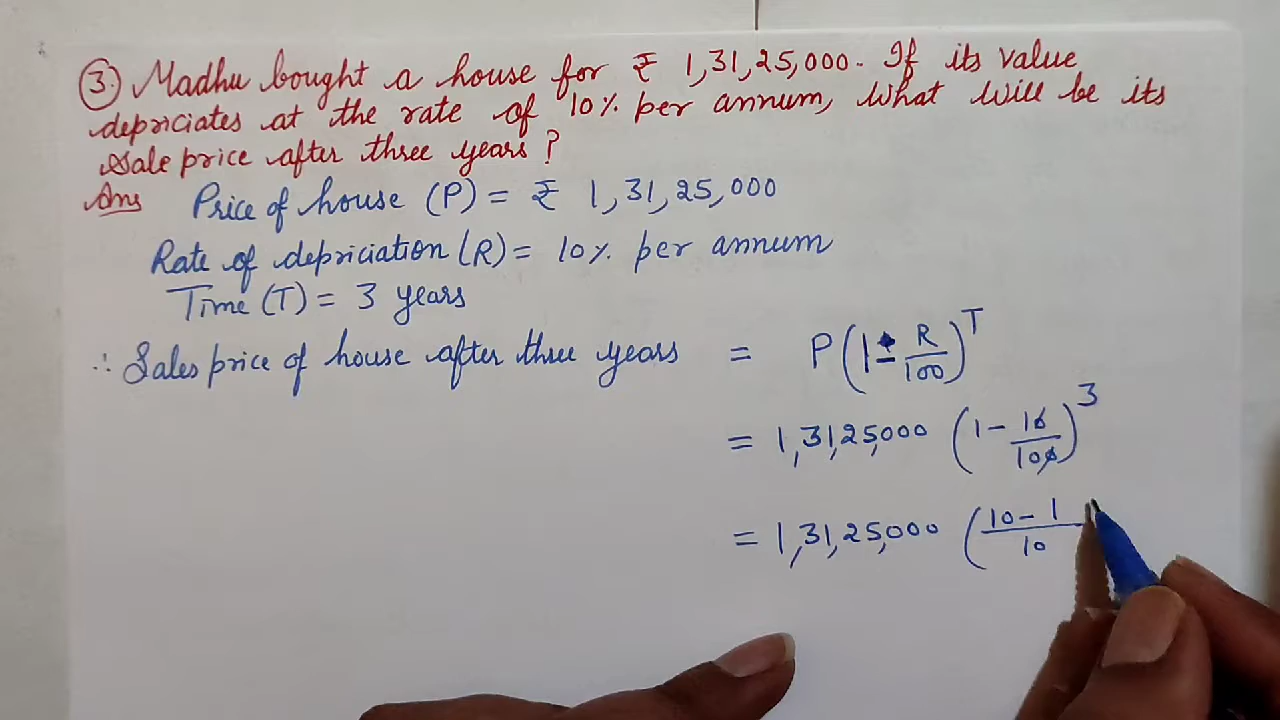 ③. Madhu bought a house for ₹ 1,31,25,000. If its value
depriciates at the rate of 10% per annum, what will be its
sale price after three years?
Ans Price of house (P) = ₹ 1,31,25,000
Rate of depriciation (R) = 10% per annum
Time (T) = 3 years
∴ Sales price of house after three years = P(1 - R/100)^T
= 1,31,25,000 (1 - 10/100)^3
= 1,31,25,000 (10 - 1/10